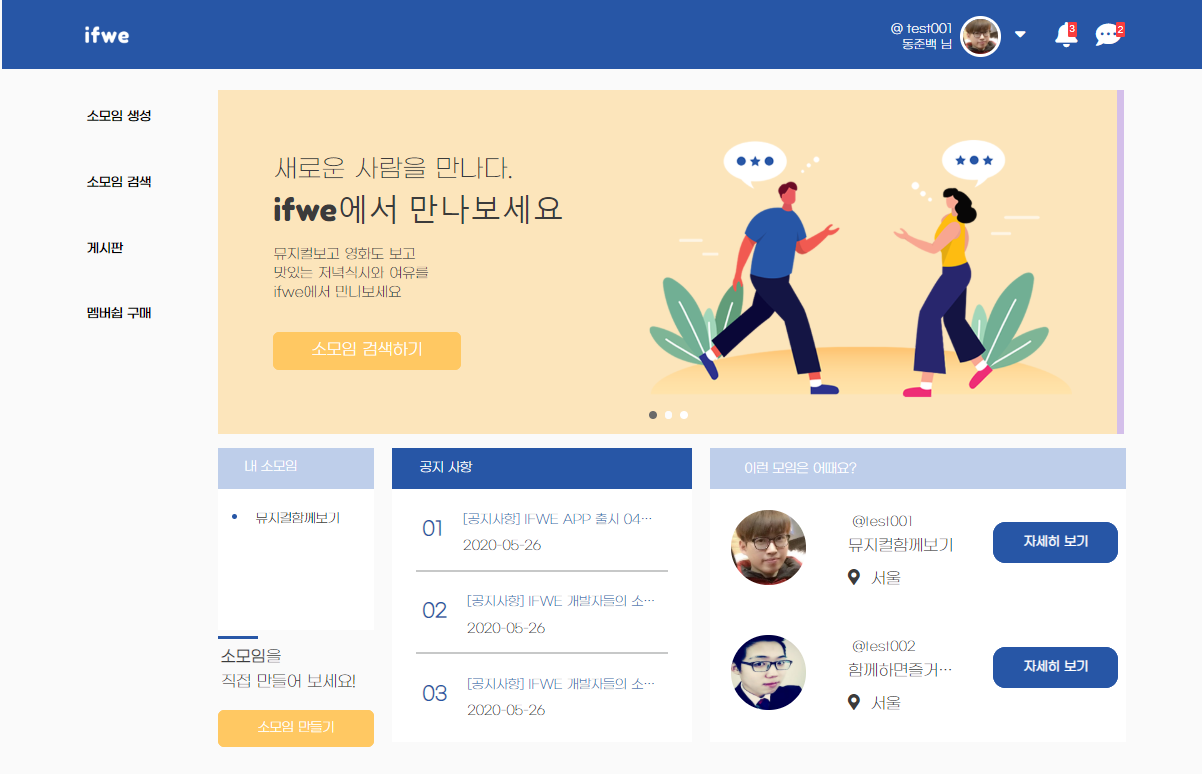 ifwe
@ test001
동준백 님
3
2
소모임 생성
소모임 검색
게시판
멤버쉽 구매
새로운 사람을 만나다.
ifwe에서 만나보세요
뮤지컬보고 영화도 보고
맛있는 저녁식사와 여유를
ifwe에서 만나보세요
소모임 검색하기
내 소모임
뮤지컬함께보기
소모임을
직접 만들어 보세요!
소모임 만들기
공지 사항
01
[공지사항] IFWE APP 출시 04…
2020-05-26
02
[공지사항] IFWE 개발자들의 소…
2020-05-26
03
[공지사항] IFWE 개발자들의 소…
2020-05-26
이런 모임은 어때요?
@test001
뮤지컬함께보기
서울
자세히 보기
@test002
함께하면즐거…
서울
자세히 보기